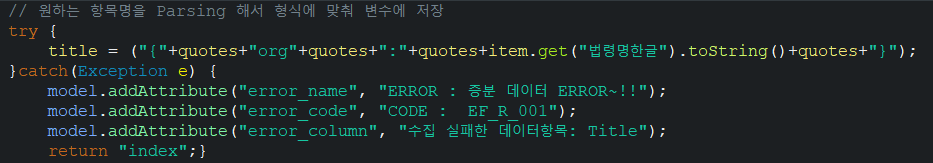 // 원하는 항목명을 Parsing 해서 형식에 맞춰 변수에 저장
try {
title = ("{"+quotes+"org"+quotes+":"+quotes+item.get("법령명한글").toString()+quotes+"}");
}catch(Exception e) {
model.addAttribute("error_name", "ERROR : 증분 데이터 ERROR~!!");
model.addAttribute("error_code", "CODE :  EF_R_001");
model.addAttribute("error_column", "수집 실패한 데이터항목: Title");
return "index";}